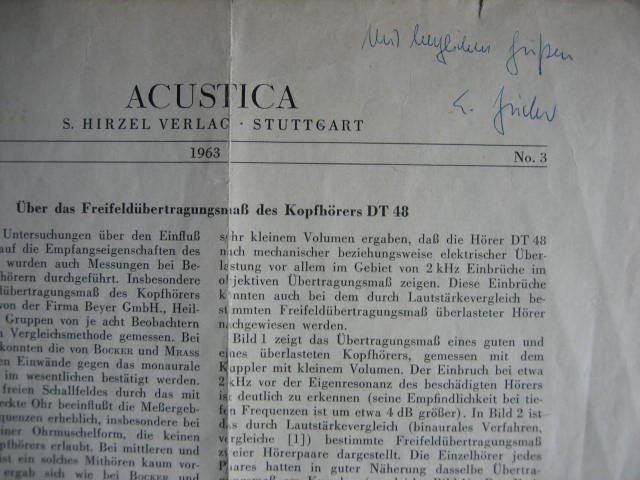 Mit herzlichen Grüßen
E.
ACUSTICA
S. HIRZEL VERLAG · STUTTGART
1963 No. 3
Über das Freifeldübertragungsmaß des Kopfhörers DT 48
Untersuchungen über den Einfluß
auf die Empfangseigenschaften des
wurden auch Messungen bei Be-
hörern durchgeführt. Insbesondere
dübertragungsmaß des Kopfhörers
von der Firma Beyer GmbH., Heil-
Gruppen von je acht Beobachtern
Vergleichsmethode gemessen. Bei
konnten die von BOCKER und MRASS
en Einwände gegen das monaurale
im wesentlichen bestätigt werden.
freien Schallfeldes durch das mit
eckte Ohr beeinflußt die Meßergeb-
quenzen erheblich, insbesondere bei
iner Ohrmuschelform, die keinen
pfhörers erlaubt. Bei mittleren und
ist ein solches Mithören kaum vor-
ergab sich wie bei BOCKER und
sehr kleinem Volumen ergaben, daß die Hörer DT 48
nach mechanischer beziehungsweise elektrischer Über-
lastung vor allem im Gebiet von 2 kHz Einbrüche im
objektiven Übertragungsmaß zeigen. Diese Einbrüche
konnten auch bei dem durch Lautstärkevergleich be-
stimmten Freifeldübertragungsmaß überlasteter Hörer
nachgewiesen werden.
Bild 1 zeigt das Übertragungsmaß eines guten und
eines überlasteten Kopfhörers, gemessen mit dem
Kuppler mit kleinem Volumen. Der Einbruch bei etwa
2 kHz vor der Eigenresonanz des beschädigten Hörers
ist deutlich zu erkennen (seine Empfindlichkeit bei tie-
fen Frequenzen ist um etwa 4 dB größer). In Bild 2 ist
das durch Lautstärkevergleich (binaurales Verfahren,
vergleiche [1]) bestimmte Freifeldübertragungsmaß
zweier Hörerpaare dargestellt. Die Einzelhörer jedes
Paares hatten in guter Näherung dasselbe Übertra-